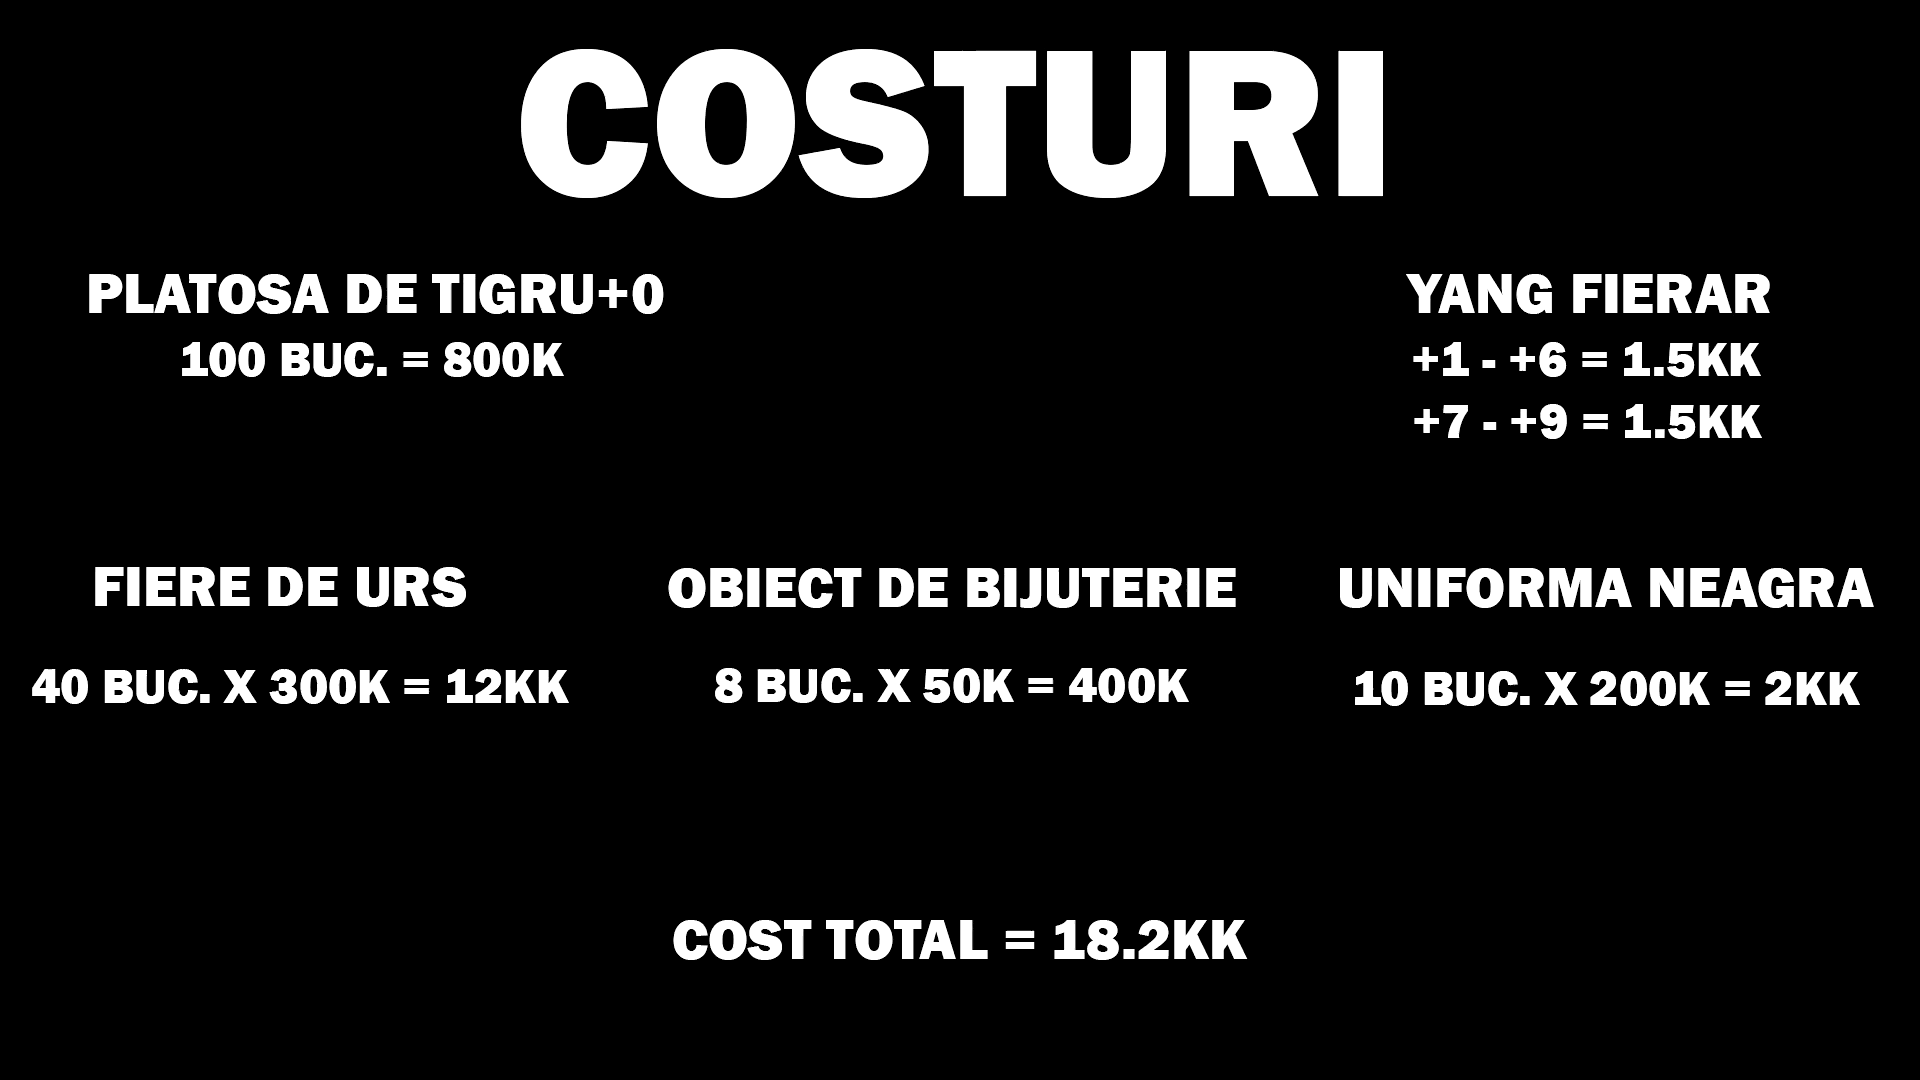 COSTURI
PLATOSA DE TIGRU+0
100 BUC. = 800K
YANG FIERAR
+1 - +6 = 1.5KK
+7 - +9 = 1.5KK
FIERE DE URS
40 BUC. X 300K = 12KK
OBIECT DE BIJUTERIE
8 BUC. X 50K = 400K
UNIFORMA NEAGRA
10 BUC. X 200K = 2KK
COST TOTAL = 18.2KK